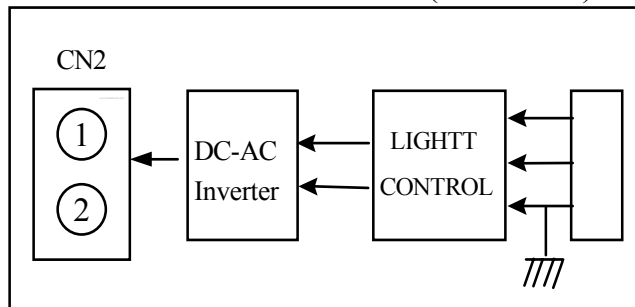 CN2
1
2
DC-AC
Inverter
LIGHTT
CONTROL